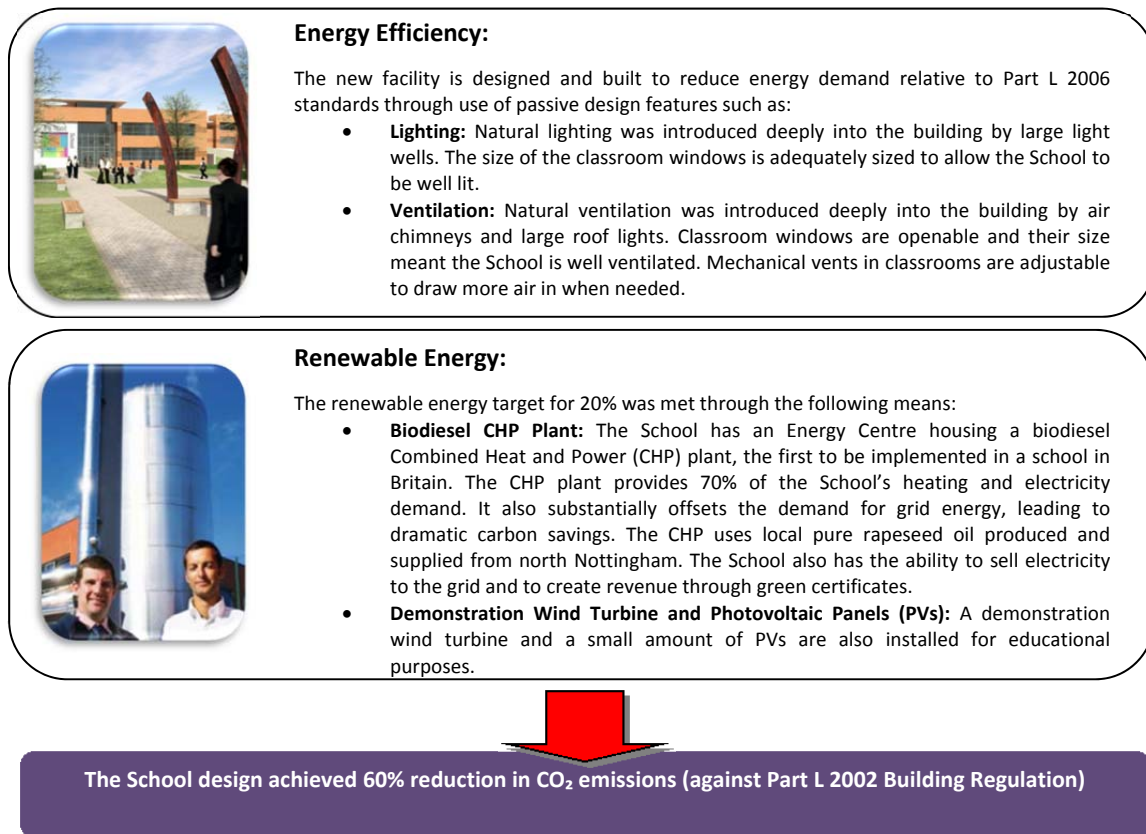 Energy Efficiency:
The new facility is designed and built to reduce energy demand relative to Part L 2006
standards through use of passive design features such as:
• Lighting: Natural lighting was introduced deeply into the building by large light
wells. The size of the classroom windows is adequately sized to allow the School to
be well lit.
• Ventilation: Natural ventilation was introduced deeply into the building by air
chimneys and large roof lights. Classroom windows are openable and their size
meant the School is well ventilated. Mechanical vents in classrooms are adjustable
to draw more air in when needed.
Renewable Energy:
The renewable energy target for 20% was met through the following means:
• Biodiesel CHP Plant: The School has an Energy Centre housing a biodiesel
Combined Heat and Power (CHP) plant, the first to be implemented in a school in
Britain. The CHP plant provides 70% of the School’s heating and electricity
demand. It also substantially offsets the demand for grid energy, leading to
dramatic carbon savings. The CHP uses local pure rapeseed oil produced and
supplied from north Nottingham. The School also has the ability to sell electricity
to the grid and to create revenue through green certificates.
• Demonstration Wind Turbine and Photovoltaic Panels (PVs): A demonstration
wind turbine and a small amount of PVs are also installed for educational
purposes.
The School design achieved 60% reduction in CO₂ emissions (against Part L 2002 Building Regulation)